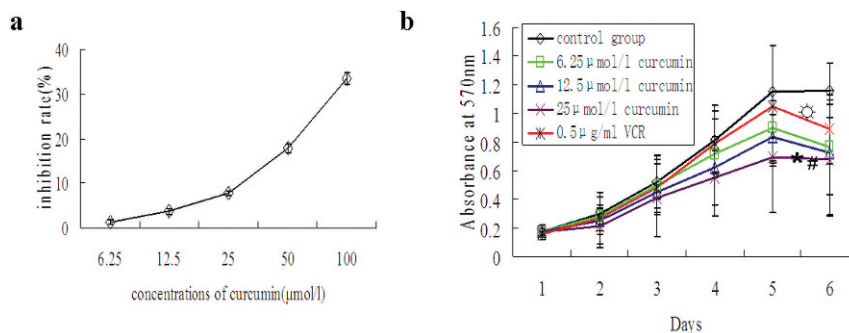 a
inhibition rate(%)
40
30
20
10
0
6.25 12.5 25 50 100
concentrations of curcumin(μmol/l)
b
Absorbance at 570nm
1.6
1.4
1.2
1
0.8
0.6
0.4
0.2
0
control group
6.25μmol/l curcumin
12.5μmol/l curcumin
25μmol/l curcumin
0.5μg/ml VCR
☼
*#
1 2 3 4 5 6
Days